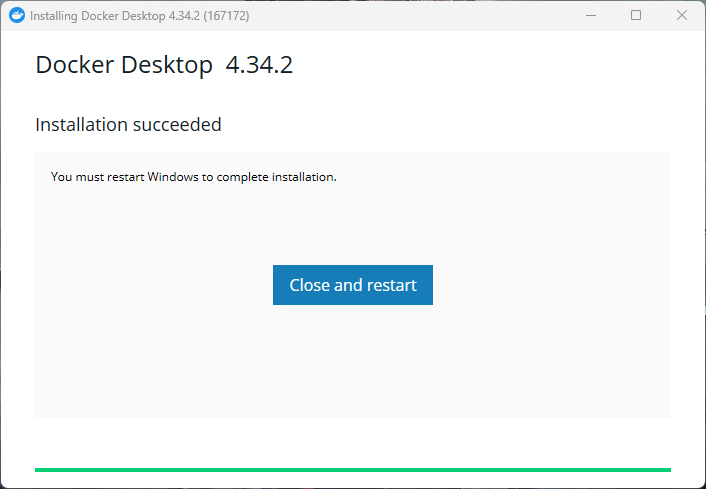 Installing Docker Desktop 4.34.2 (167172)
Docker Desktop 4.34.2
Installation succeeded
You must restart Windows to complete installation.
Close and restart